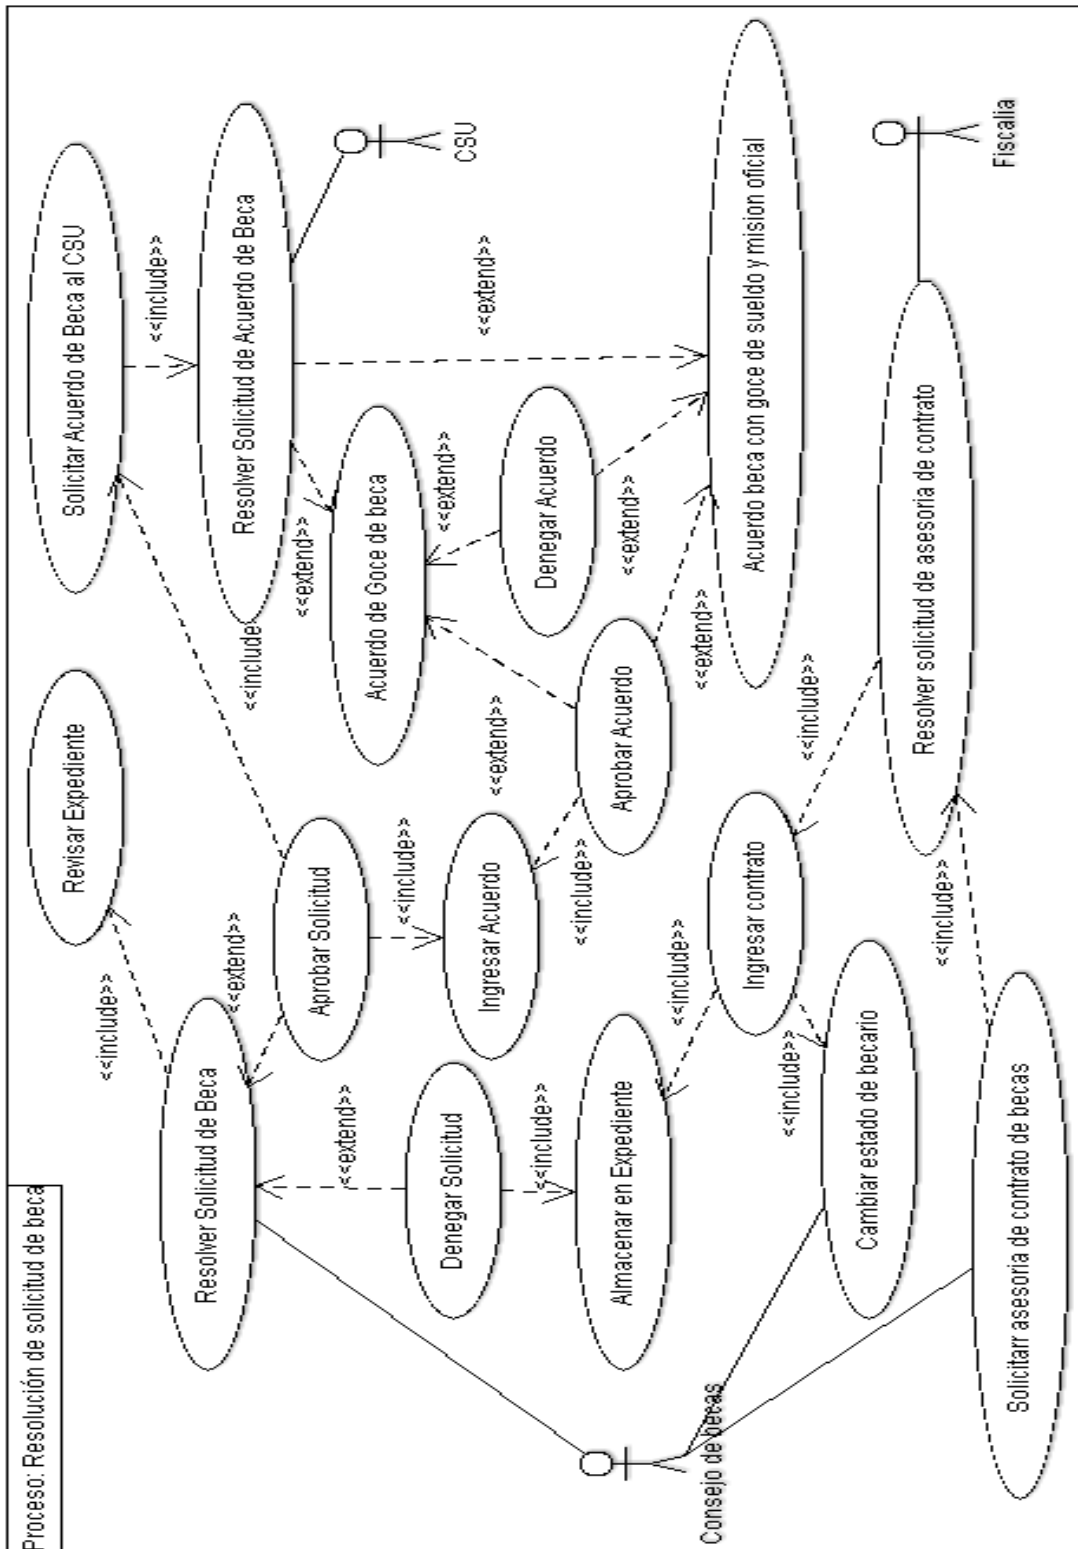 Proceso: Resolución de solicitud de beca
Revisar Expediente
Solicitar Acuerdo de Beca al CSU
<<include>>
<<include>>
Resolver Solicitud de Beca
<<extend>>
Aprobar Solicitud
<<include>
Resolver Solicitud de Acuerdo de Beca
CSU
<<extend>>
<<extend>>
<<include>>
Acuerdo de Goce de beca
<<extend>>
<<extend>>
Denegar Solicitud
Ingresar Acuerdo
<<extend>>
<<include>>
<<include>>
Denegar Acuerdo
Almacenar en Expediente
Aprobar Acuerdo
<<extend>>
<<include>>
<<extend>>
Consejo de becas
Ingresar contrato
Acuerdo beca con goce de sueldo y mision oficial
<<include>>
<<include>>
Cambiar estado de becario
Resolver solicitud de asesoria de contrato
Fiscalia
<<include>>
Solicitarr asesoria de contrato de becas